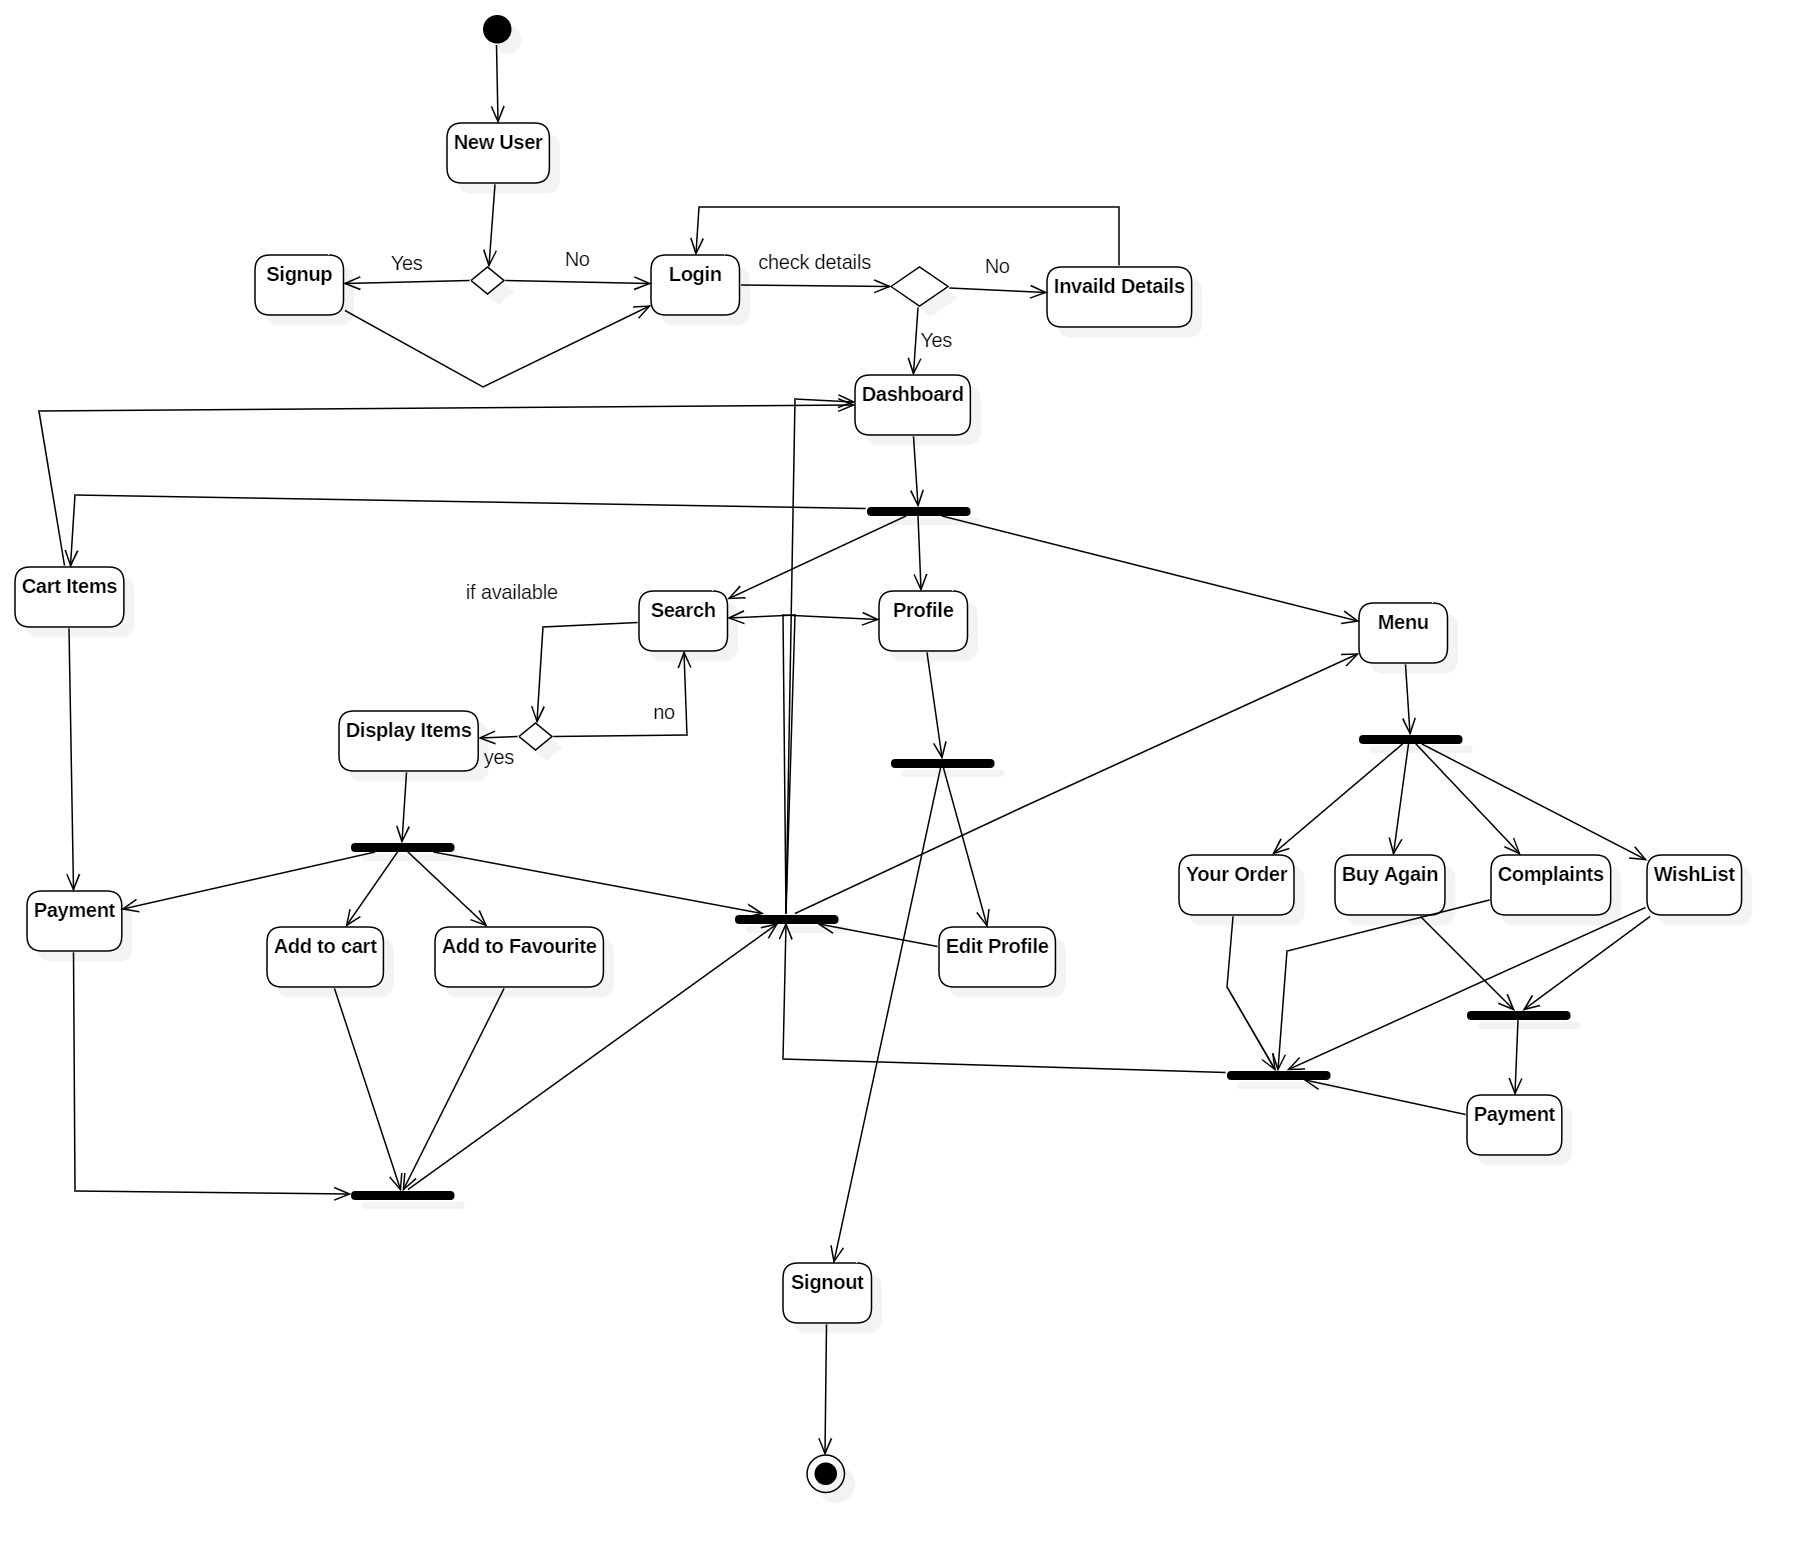 New User
Yes
No
Signup
Login
check details
No
Invaild Details
Yes
Dashboard
Cart Items
if available
Search
Profile
Menu
no
Display Items
yes
Your Order
Buy Again
Complaints
WishList
Payment
Add to cart
Add to Favourite
Edit Profile
Payment
Signout